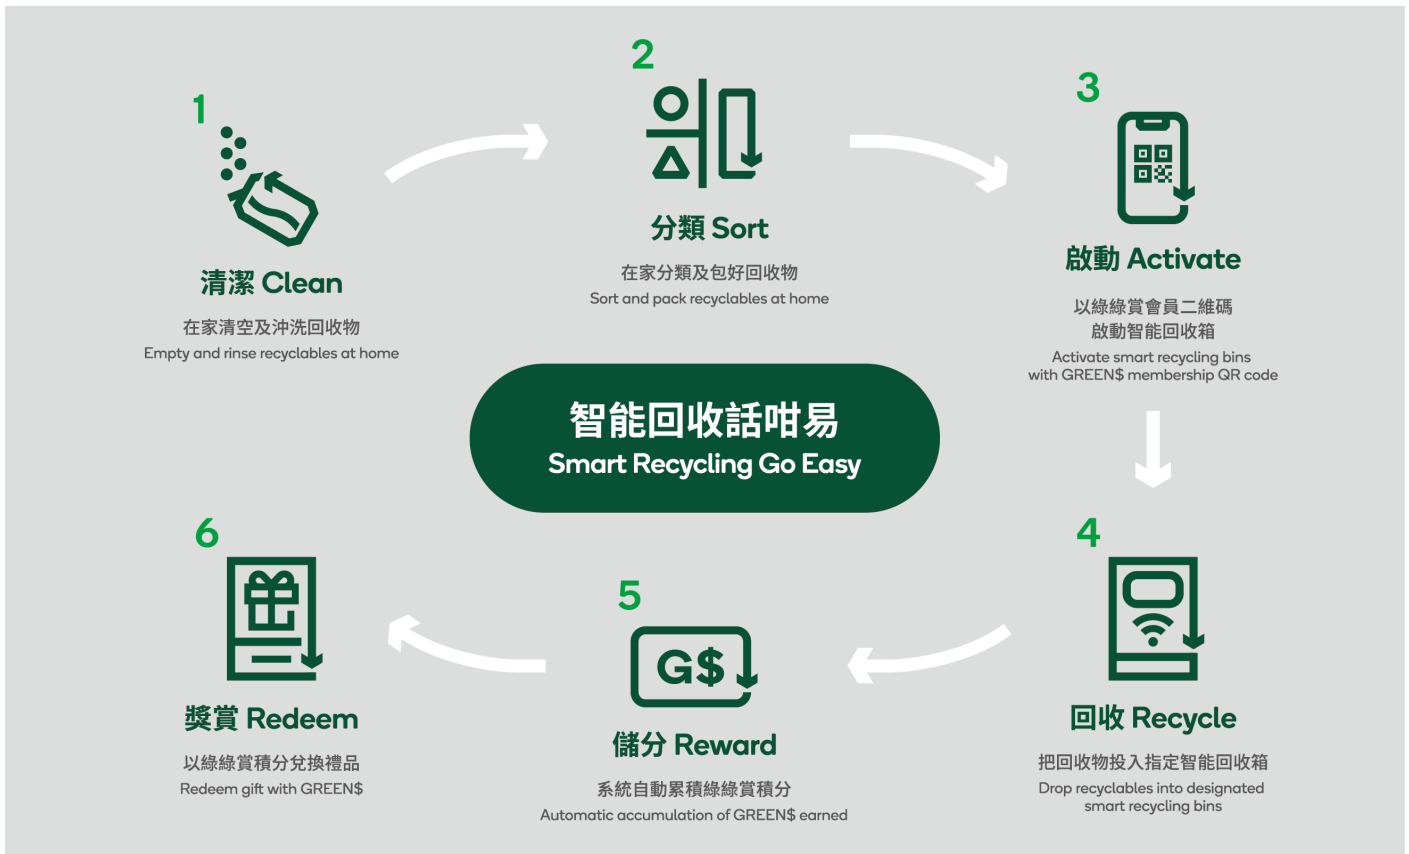 1
清潔 Clean
在家清空及沖洗回收物
Empty and rinse recyclables at home
2
分類 Sort
在家分類及包好回收物
Sort and pack recyclables at home
3
啟動 Activate
以綠綠賞會員二維碼
啟動智能回收箱
Activate smart recycling bins
with GREEN$ membership QR code
智能回收話咁易
Smart Recycling Go Easy
4
回收 Recycle
把回收物投入指定智能回收箱
Drop recyclables into designated
smart recycling bins
5
G$
儲分 Reward
系統自動累積綠綠賞積分
Automatic accumulation of GREEN$ earned
6
獎賞 Redeem
以綠綠賞積分兌換禮品
Redeem gift with GREEN$